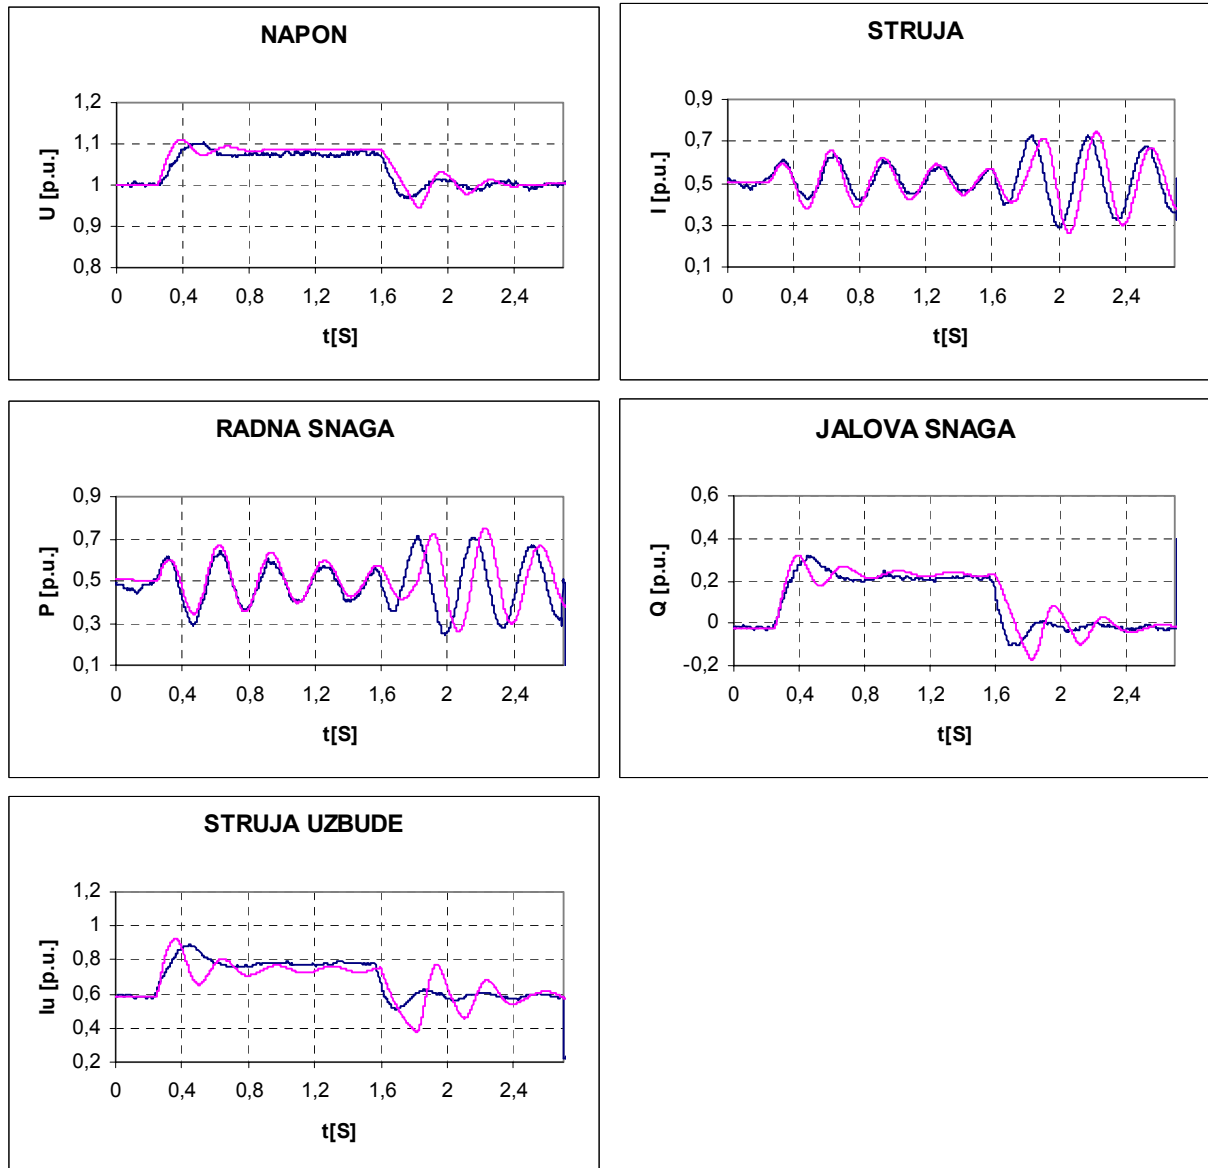 NAPON
1,2
1,1
1
0,9
0,8
U [p.u.]
0 0,4 0,8 1,2 1,6 2 2,4
t[S]
STRUJA
0,9
0,7
0,5
0,3
0,1
I [p.u.]
0 0,4 0,8 1,2 1,6 2 2,4
t[S]
RADNA SNAGA
0,9
0,7
0,5
0,3
0,1
P [p.u.]
0 0,4 0,8 1,2 1,6 2 2,4
t[S]
JALOVA SNAGA
0,6
0,4
0,2
0
-0,2
Q [p.u.]
0 0,4 0,8 1,2 1,6 2 2,4
t[S]
STRUJA UZBUDE
1,2
1
0,8
0,6
0,4
0,2
Iu [p.u.]
0 0,4 0,8 1,2 1,6 2 2,4
t[S]